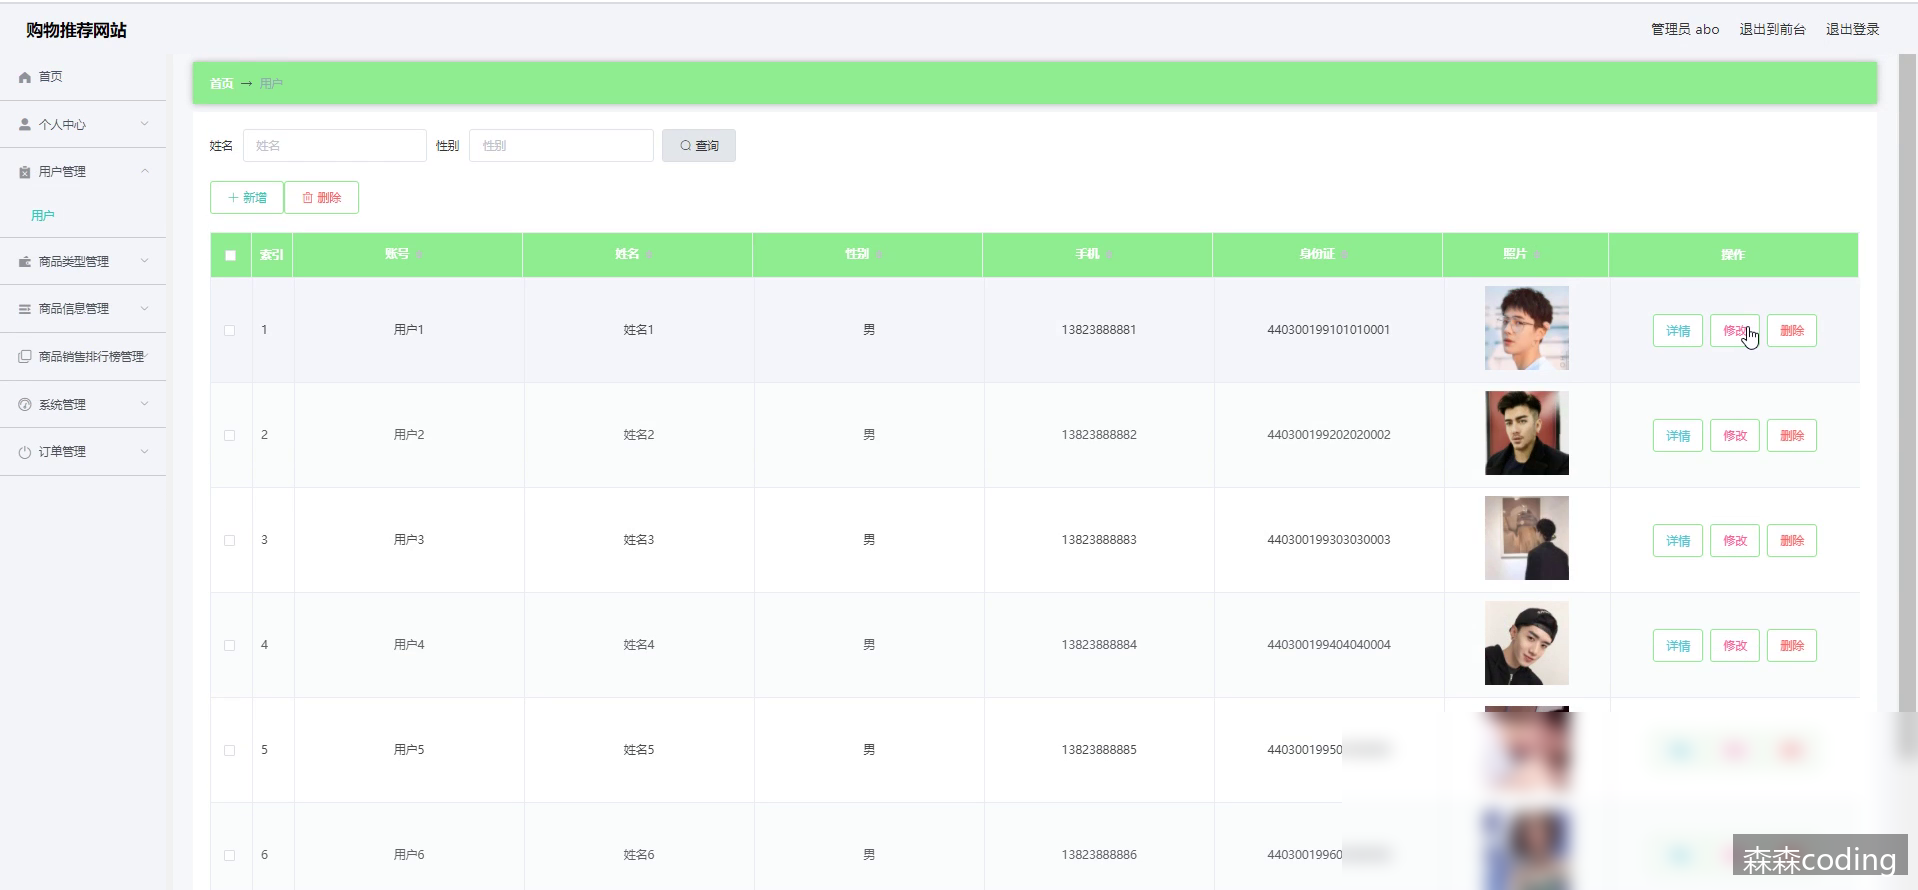 购物推荐网站
管理员 abo 退出到前台 退出登录
首页
个人中心
用户管理
用户
商品类型管理
商品信息管理
商品销售排行榜管理
系统管理
订单管理
首页 → 用户
姓名 姓名 性别 性别 查询
新增 删除
索引 账号 姓名 性别 手机 身份证 照片 操作
1 用户1 姓名1 男 13823888881 440300199101010001 详情 修改 删除
2 用户2 姓名2 男 13823888882 440300199202020002 详情 修改 删除
3 用户3 姓名3 男 13823888883 440300199303030003 详情 修改 删除
4 用户4 姓名4 男 13823888884 440300199404040004 详情 修改 删除
5 用户5 姓名5 男 13823888885 44030019950
6 用户6 姓名6 男 13823888886 44030019960
森森coding